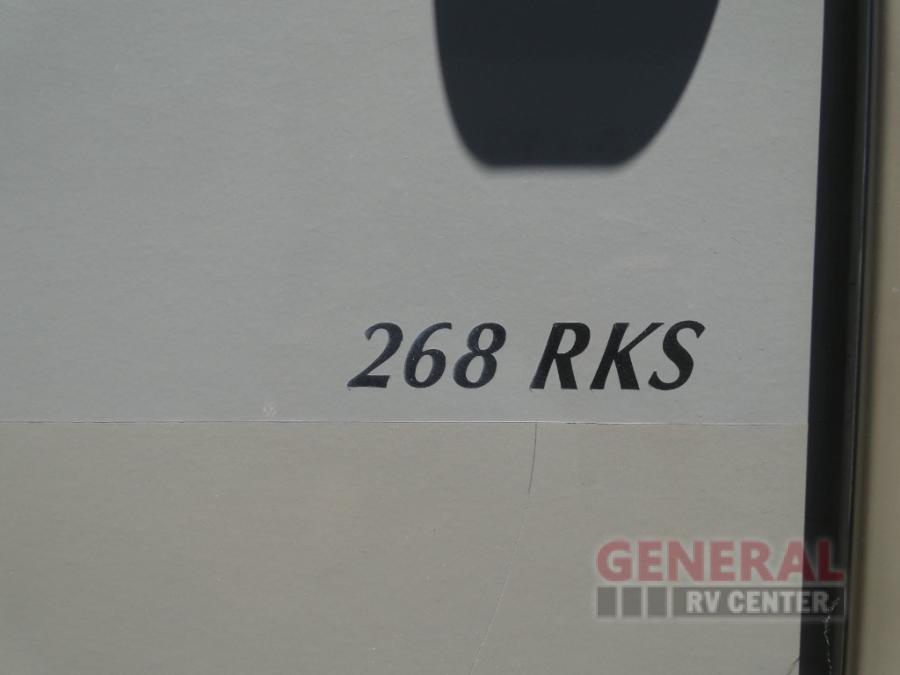 268 RKS
GENERAL
RV CENTER